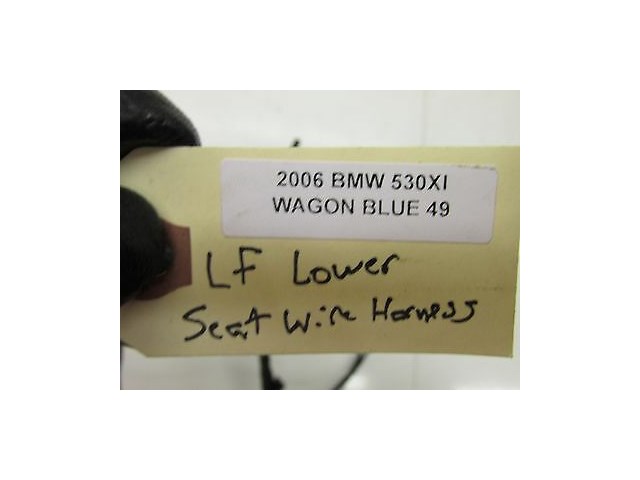 2006 BMW 530XI
WAGON BLUE 49
LF Lower
Seat Wire Harness